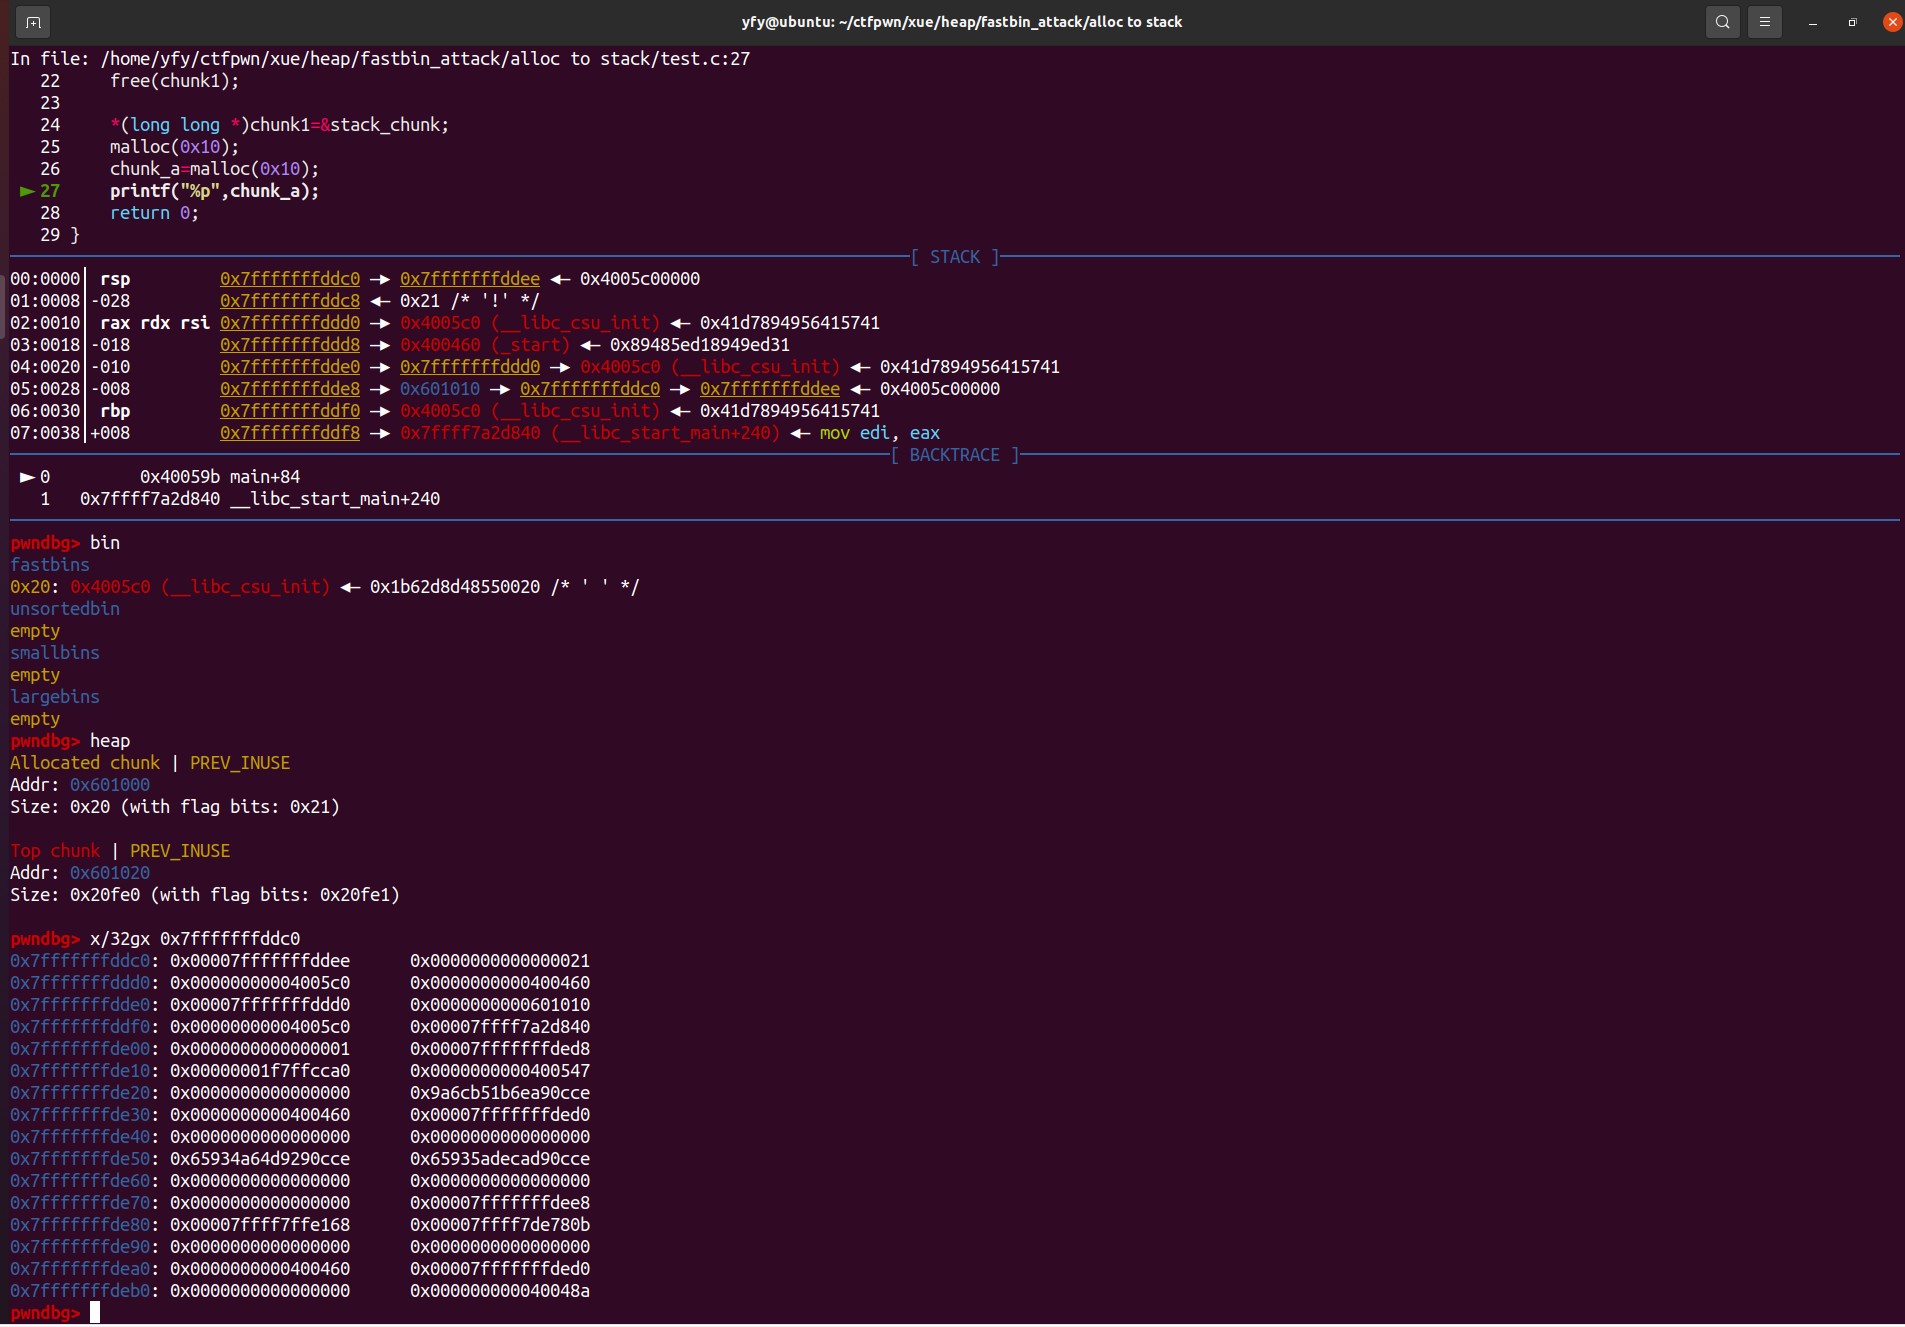 yfy@ubuntu: ~/ctfpwn/xue/heap/fastbin_attack/alloc to stack
In file: /home/yfy/ctfpwn/xue/heap/fastbin_attack/alloc to stack/test.c:27
   22     free(chunk1);
   23
   24     *(long long *)chunk1=&stack_chunk;
   25     malloc(0x10);
   26     chunk_a=malloc(0x10);
 ► 27     printf("%p",chunk_a);
   28     return 0;
   29 }
[ STACK ]
00:0000│ rsp         0x7fffffffddc0 —▸ 0x7fffffffddee ◂— 0x4005c00000
01:0008│-028         0x7fffffffddc8 ◂— 0x21 /* '!' */
02:0010│ rax rdx rsi 0x7fffffffddd0 —▸ 0x4005c0 (__libc_csu_init) ◂— 0x41d7894956415741
03:0018│-018         0x7fffffffddd8 —▸ 0x400460 (_start) ◂— 0x89485ed18949ed31
04:0020│-010         0x7fffffffdde0 —▸ 0x7fffffffddd0 —▸ 0x4005c0 (__libc_csu_init) ◂— 0x41d7894956415741
05:0028│-008         0x7fffffffdde8 —▸ 0x601010 —▸ 0x7fffffffddc0 —▸ 0x7fffffffddee ◂— 0x4005c00000
06:0030│ rbp         0x7fffffffddf0 —▸ 0x4005c0 (__libc_csu_init) ◂— 0x41d7894956415741
07:0038│+008         0x7fffffffddf8 —▸ 0x7ffff7a2d840 (__libc_start_main+240) ◂— mov edi, eax
[ BACKTRACE ]
 ► 0         0x40059b main+84
   1   0x7ffff7a2d840 __libc_start_main+240
pwndbg> bin
fastbins
0x20: 0x4005c0 (__libc_csu_init) ◂— 0x1b62d8d48550020 /* ' ' */
unsortedbin
empty
smallbins
empty
largebins
empty
pwndbg> heap
Allocated chunk | PREV_INUSE
Addr: 0x601000
Size: 0x20 (with flag bits: 0x21)
Top chunk | PREV_INUSE
Addr: 0x601020
Size: 0x20fe0 (with flag bits: 0x20fe1)
pwndbg> x/32gx 0x7fffffffddc0
0x7fffffffddc0: 0x00007fffffffddee      0x0000000000000021
0x7fffffffddd0: 0x00000000004005c0      0x0000000000400460
0x7fffffffdde0: 0x00007fffffffddd0      0x0000000000601010
0x7fffffffddf0: 0x00000000004005c0      0x00007ffff7a2d840
0x7fffffffde00: 0x0000000000000001      0x00007fffffffded8
0x7fffffffde10: 0x00000001f7ffcca0      0x0000000000400547
0x7fffffffde20: 0x0000000000000000      0x9a6cb51b6ea90cce
0x7fffffffde30: 0x0000000000400460      0x00007fffffffded0
0x7fffffffde40: 0x0000000000000000      0x0000000000000000
0x7fffffffde50: 0x65934a64d9290cce      0x65935adecad90cce
0x7fffffffde60: 0x0000000000000000      0x0000000000000000
0x7fffffffde70: 0x0000000000000000      0x00007fffffffdee8
0x7fffffffde80: 0x00007ffff7ffe168      0x00007ffff7de780b
0x7fffffffde90: 0x0000000000000000      0x0000000000000000
0x7fffffffdea0: 0x0000000000400460      0x00007fffffffded0
0x7fffffffdeb0: 0x0000000000000000      0x000000000040048a
pwndbg>